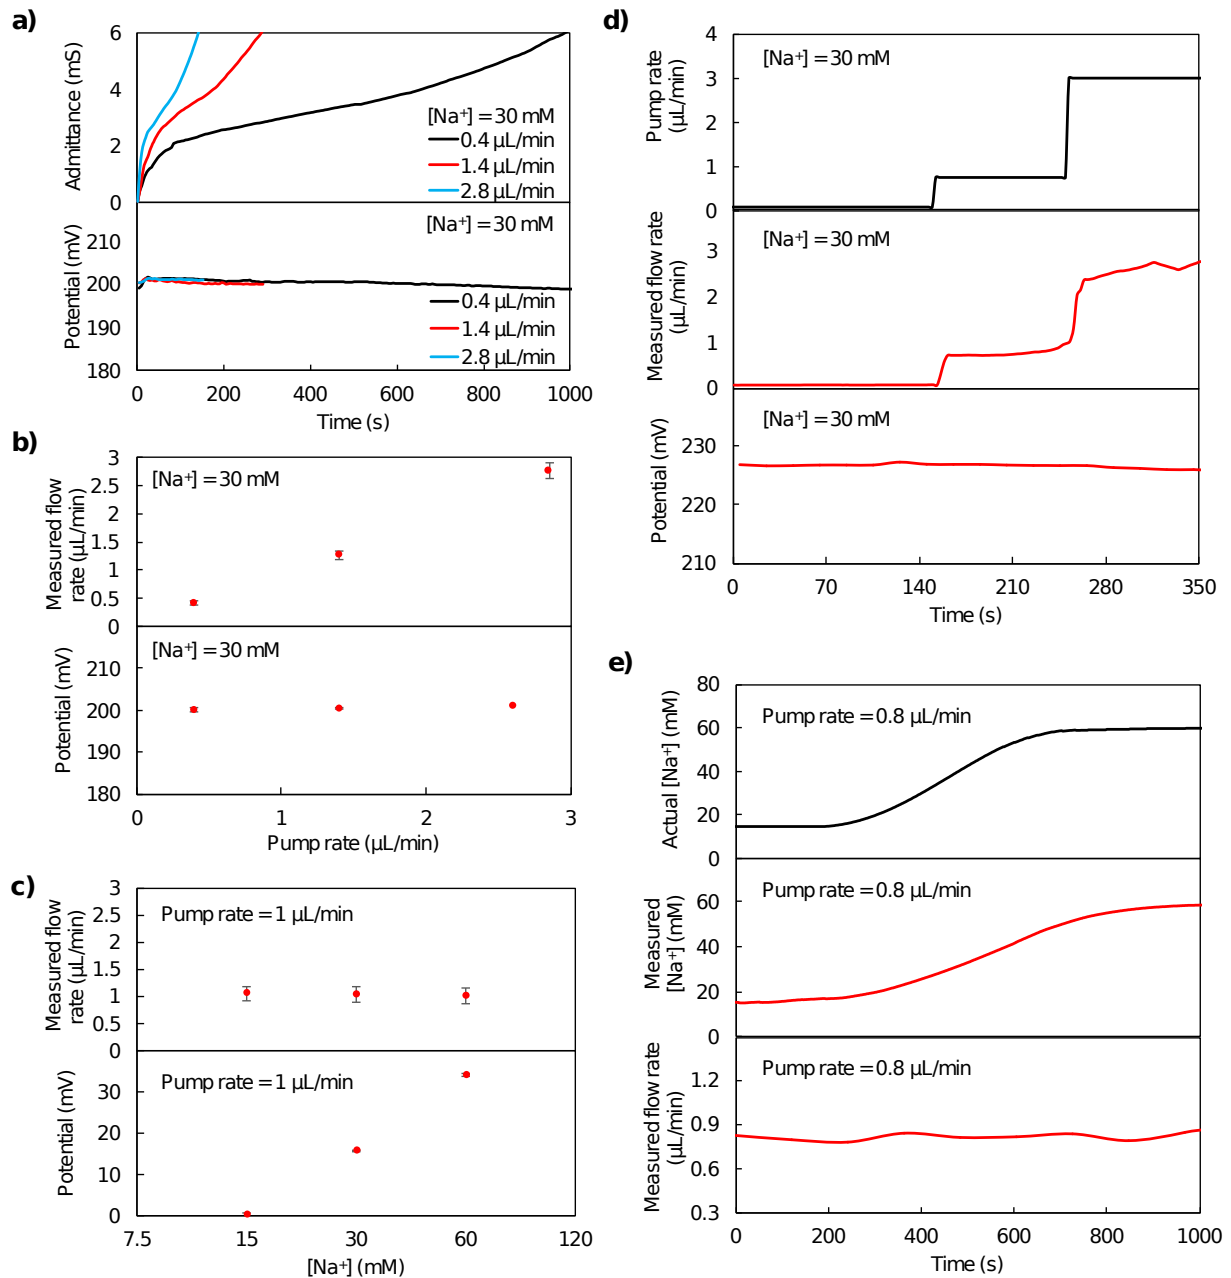 a)
6
4
2
0
Admittance (mS)
[Na⁺] = 30 mM
0.4 µL/min
1.4 µL/min
2.8 µL/min
210
200
190
180
Potential (mV)
[Na⁺] = 30 mM
0.4 µL/min
1.4 µL/min
2.8 µL/min
0 200 400 600 800 1000
Time (s)
b)
3
2.5
2
1.5
1
0.5
0
Measured flow
rate (µL/min)
[Na⁺] = 30 mM
210
200
190
180
Potential (mV)
[Na⁺] = 30 mM
0 1 2 3
Pump rate (µL/min)
c)
3
2.5
2
1.5
1
0.5
0
Measured flow
rate (µL/min)
Pump rate = 1 µL/min
30
20
10
0
Potential (mV)
Pump rate = 1 µL/min
7.5 15 30 60 120
[Na⁺] (mM)
d)
4
3
2
1
0
Pump rate
(µL/min)
[Na⁺] = 30 mM
3
2
1
0
Measured flow rate
(µL/min)
[Na⁺] = 30 mM
230
220
210
Potential (mV)
[Na⁺] = 30 mM
0 70 140 210 280 350
Time (s)
e)
80
60
40
20
0
Actual [Na⁺] (mM)
Pump rate = 0.8 µL/min
60
40
20
0
Measured
[Na⁺] (mM)
Pump rate = 0.8 µL/min
1.2
0.9
0.6
0.3
Measured flow rate
(µL/min)
Pump rate = 0.8 µL/min
0 200 400 600 800 1000
Time (s)